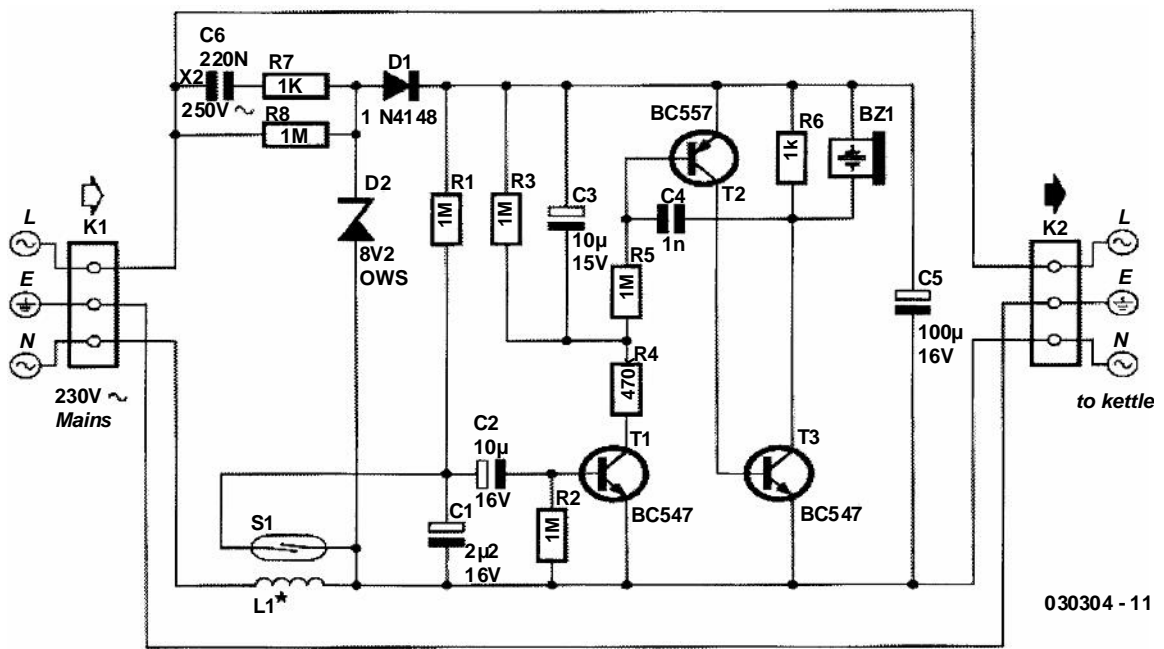 C6
220N
X2
250V ~
R7
1K
R8
1M
D1
1 N4148
D2
8V2
OWS
R1
1M
R3
1M
C3
10µ
15V
BC557
T2
R6
1k
BZ1
C4
1n
R5
1M
R4
470k
C5
100µ
16V
K1
L
E
N
230V ~
Mains
K2
L
E
N
to kettle
C2
10µ
16V
T1
BC547
T3
BC547
R2
1M
C1
2µ2
16V
S1
L1*
030304 - 11